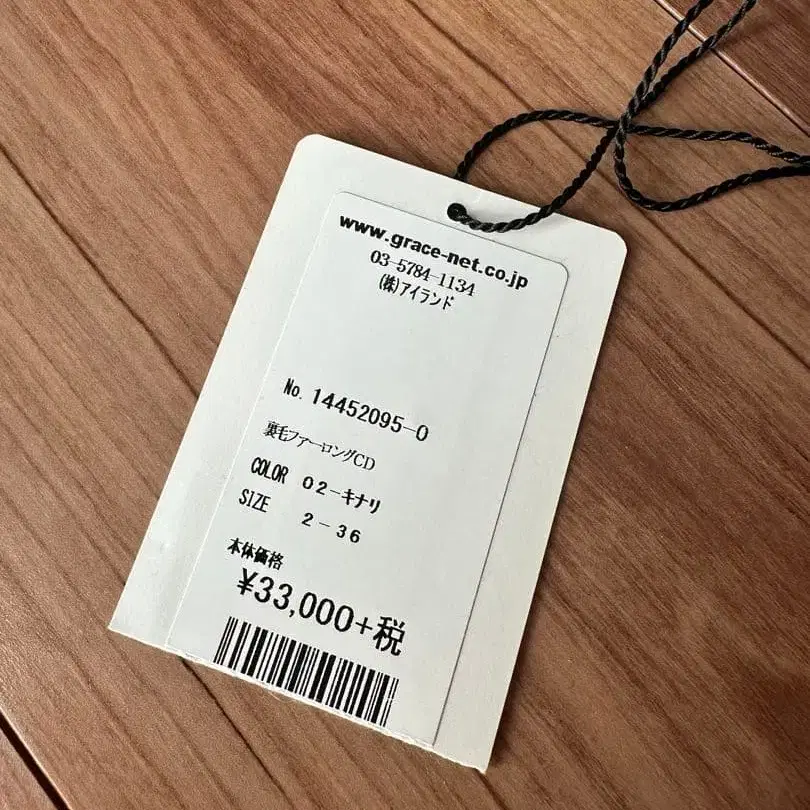 www.grace-net.co.jp
03-5784-1134
(株)アイランド
No. 14452095-0
裏毛ファーロングCD
COLOR 02-キナリ
SIZE 2-36
本体価格
¥33,000+税